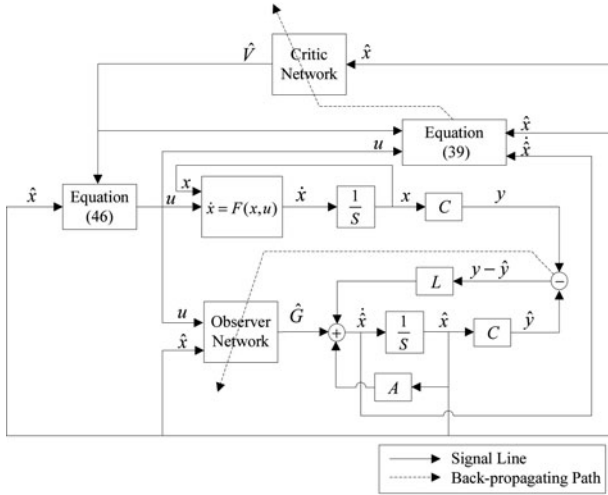 V̂
Critic
Network
x̂
Equation
(39)
x̂
x̂̇
u
x
x̂
Equation
(46)
u
ẋ = F(x,u)
ẋ
1
S
x
C
y
L
y − ŷ
−
u
x̂
Observer
Network
Ĝ
+
x̂̇
1
S
x̂
C
ŷ
A
Signal Line
Back-propagating Path